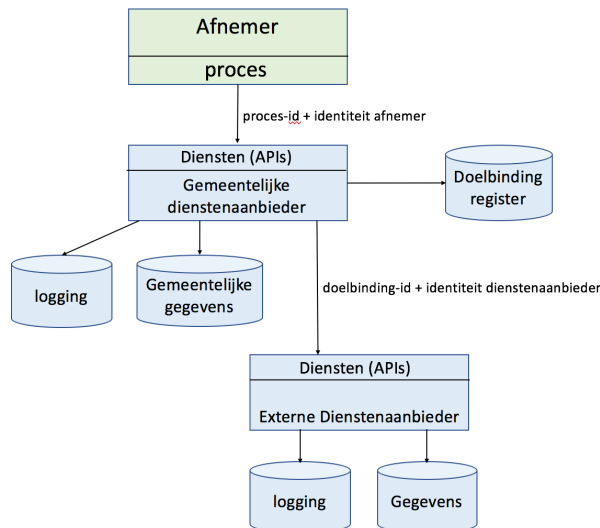 Afnemer
proces
proces-id + identiteit afnemer
Diensten (APIs)
Gemeentelijke
dienstenaanbieder
Doelbinding
register
logging
Gemeentelijke
gegevens
doelbinding-id + identiteit dienstenaanbieder
Diensten (APIs)
Externe Dienstenaanbieder
logging
Gegevens